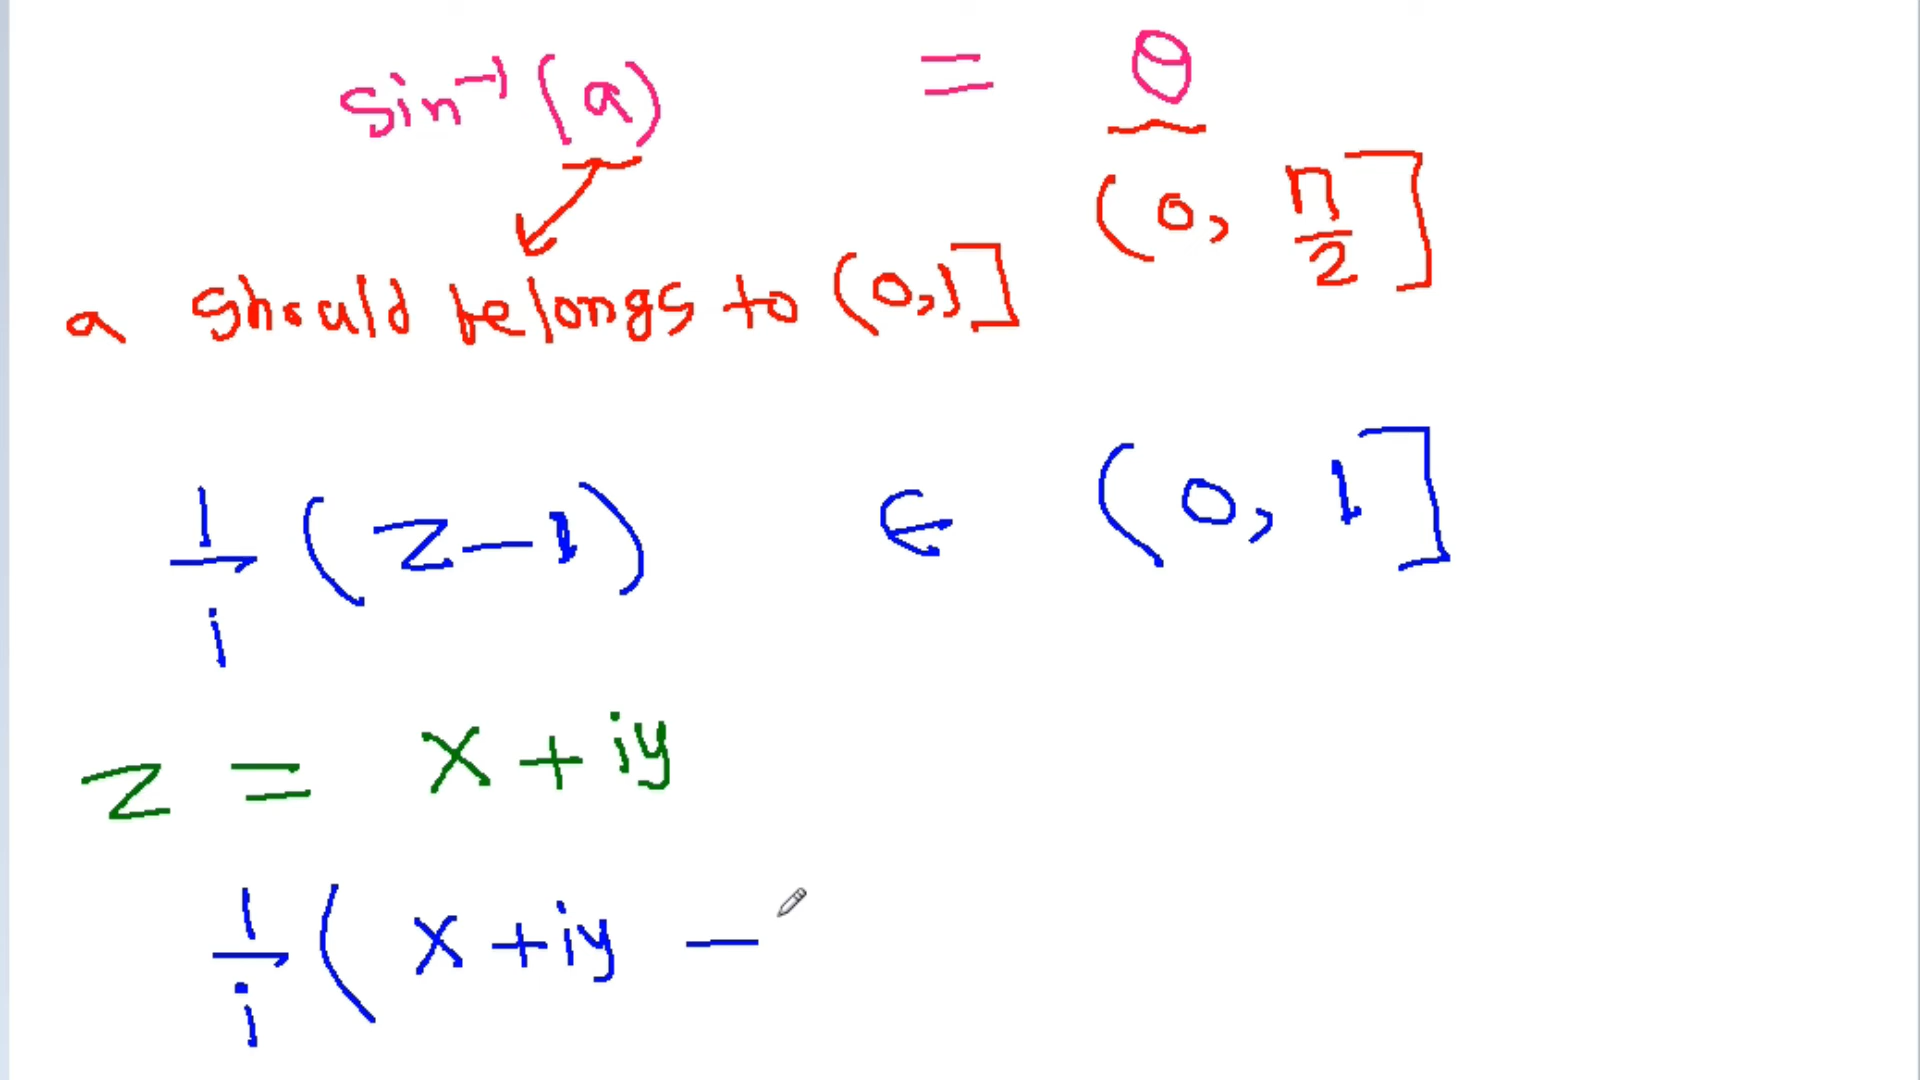 sin⁻¹(a) = θ
(0, π/2]
a should belongs to (0,1]
1/i (z-1) ∈ (0, 1]
z = x+iy
1/i ( x+iy -